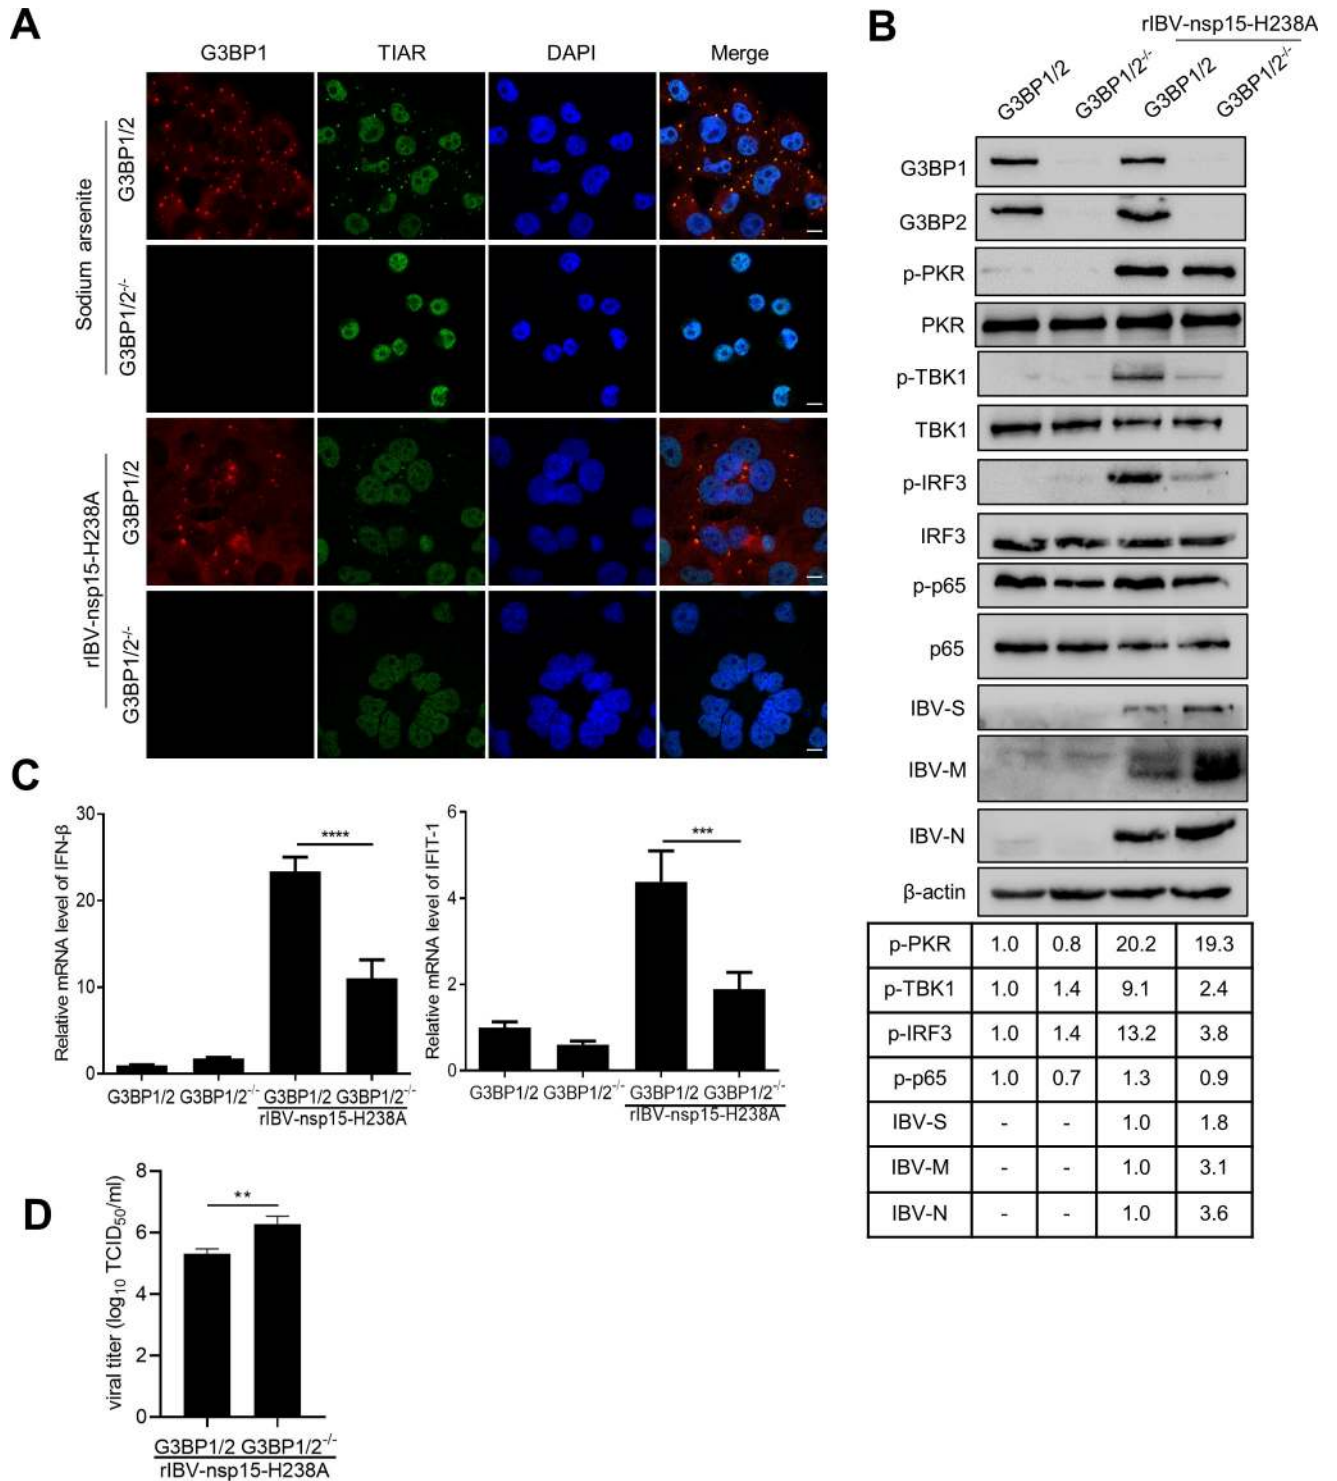 A
G3BP1 TIAR DAPI Merge
Sodium arsenite
G3BP1/2
G3BP1/2-/-
rIBV-nsp15-H238A
G3BP1/2
G3BP1/2-/-
B
rIBV-nsp15-H238A
G3BP1/2 G3BP1/2-/- G3BP1/2 G3BP1/2-/-
G3BP1
G3BP2
p-PKR
PKR
p-TBK1
TBK1
p-IRF3
IRF3
p-p65
p65
IBV-S
IBV-M
IBV-N
β-actin
p-PKR 1.0 0.8 20.2 19.3
p-TBK1 1.0 1.4 9.1 2.4
p-IRF3 1.0 1.4 13.2 3.8
p-p65 1.0 0.7 1.3 0.9
IBV-S - - 1.0 1.8
IBV-M - - 1.0 3.1
IBV-N - - 1.0 3.6
C
Relative mRNA level of IFN-β
30
20
10
0
****
G3BP1/2 G3BP1/2-/- G3BP1/2 G3BP1/2-/-
rIBV-nsp15-H238A
Relative mRNA level of IFIT-1
6
4
2
0
***
G3BP1/2 G3BP1/2-/- G3BP1/2 G3BP1/2-/-
rIBV-nsp15-H238A
D
viral titer (log10 TCID50/ml)
8
6
4
2
0
**
G3BP1/2 G3BP1/2-/-
rIBV-nsp15-H238A